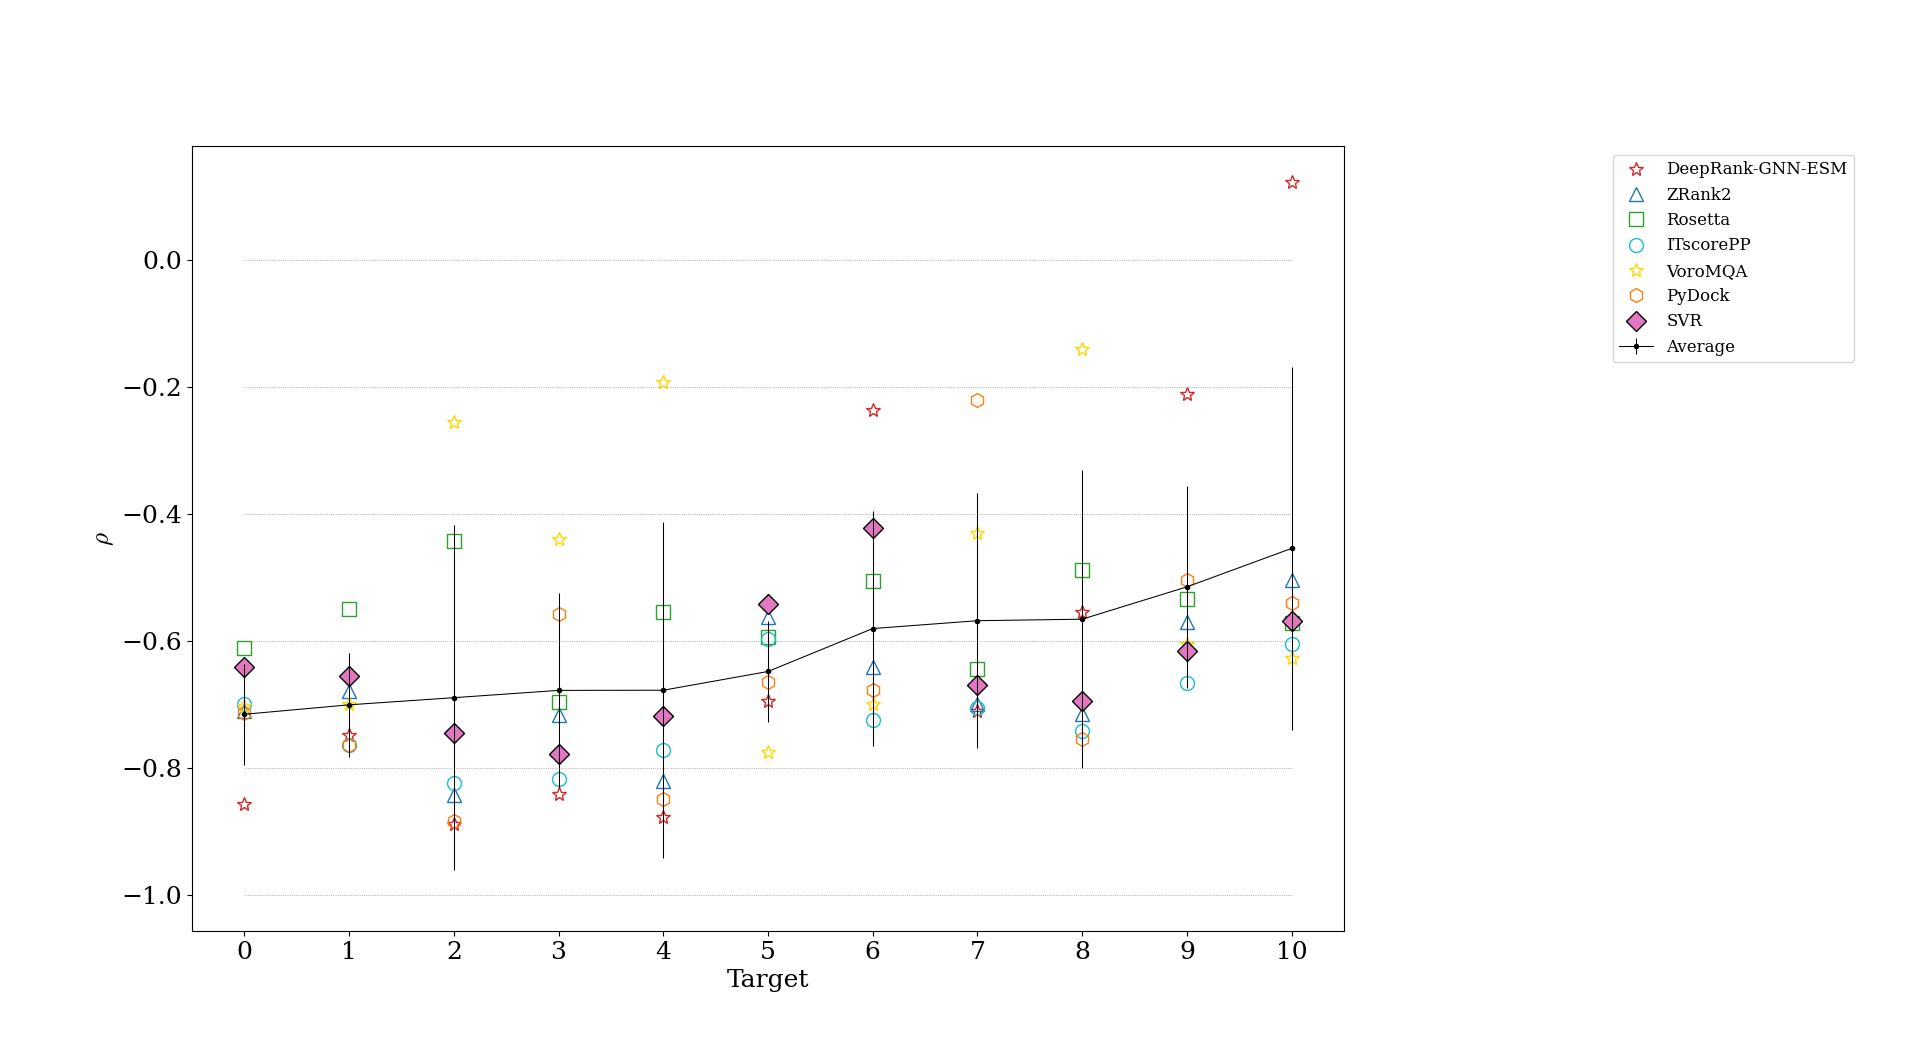 DeepRank-GNN-ESM
ZRank2
Rosetta
ITscorePP
VoroMQA
PyDock
SVR
Average
0.0
−0.2
−0.4
−0.6
−0.8
−1.0
ρ
0 1 2 3 4 5 6 7 8 9 10
Target